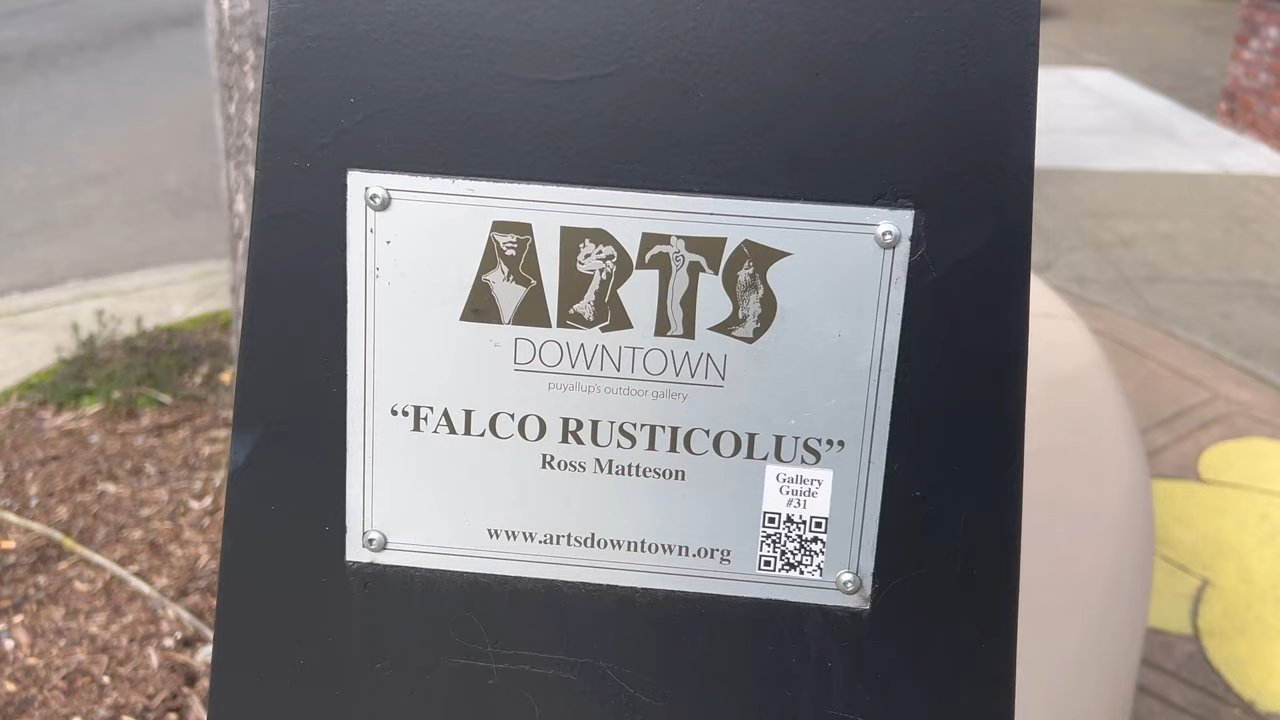 ARTS
DOWNTOWN
puyallup's outdoor gallery
“FALCO RUSTICOLUS”
Ross Matteson
Gallery
Guide
#31
www.artsdowntown.org